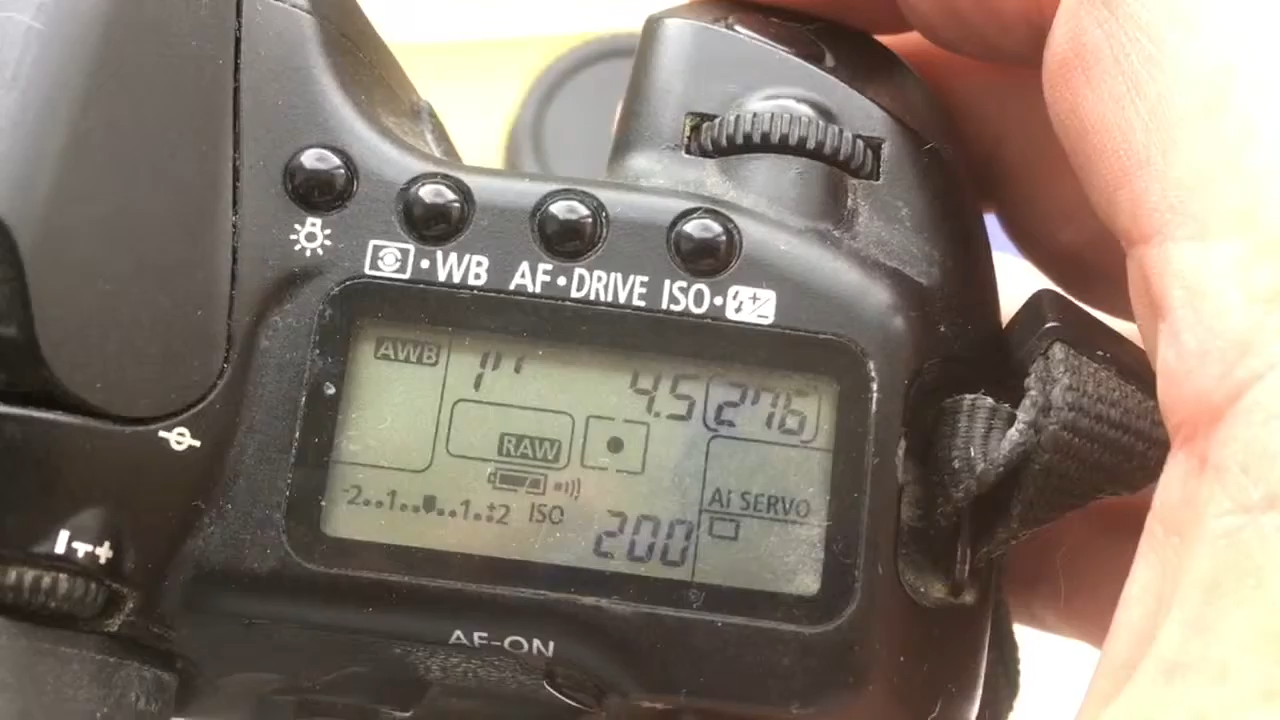 WB AF•DRIVE ISO•
AWB 1" 4.5 276
RAW
AI SERVO
-2..1...▮...1..:2 ISO 200
AF-ON